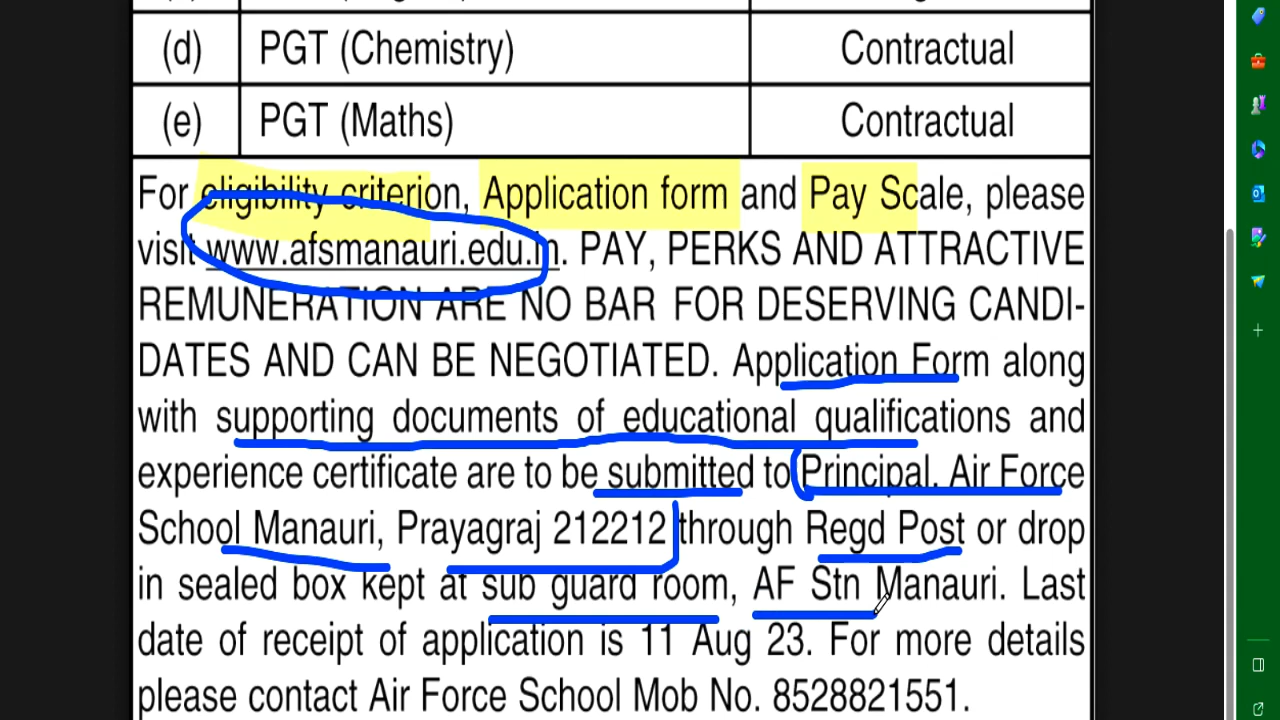 (d) PGT (Chemistry) Contractual
(e) PGT (Maths) Contractual
For eligibility criterion, Application form and Pay Scale, please
visit www.afsmanauri.edu.in. PAY, PERKS AND ATTRACTIVE
REMUNERATION ARE NO BAR FOR DESERVING CANDI-
DATES AND CAN BE NEGOTIATED. Application Form along
with supporting documents of educational qualifications and
experience certificate are to be submitted to Principal, Air Force
School Manauri, Prayagraj 212212 through Regd Post or drop
in sealed box kept at sub guard room, AF Stn Manauri. Last
date of receipt of application is 11 Aug 23. For more details
please contact Air Force School Mob No. 8528821551.